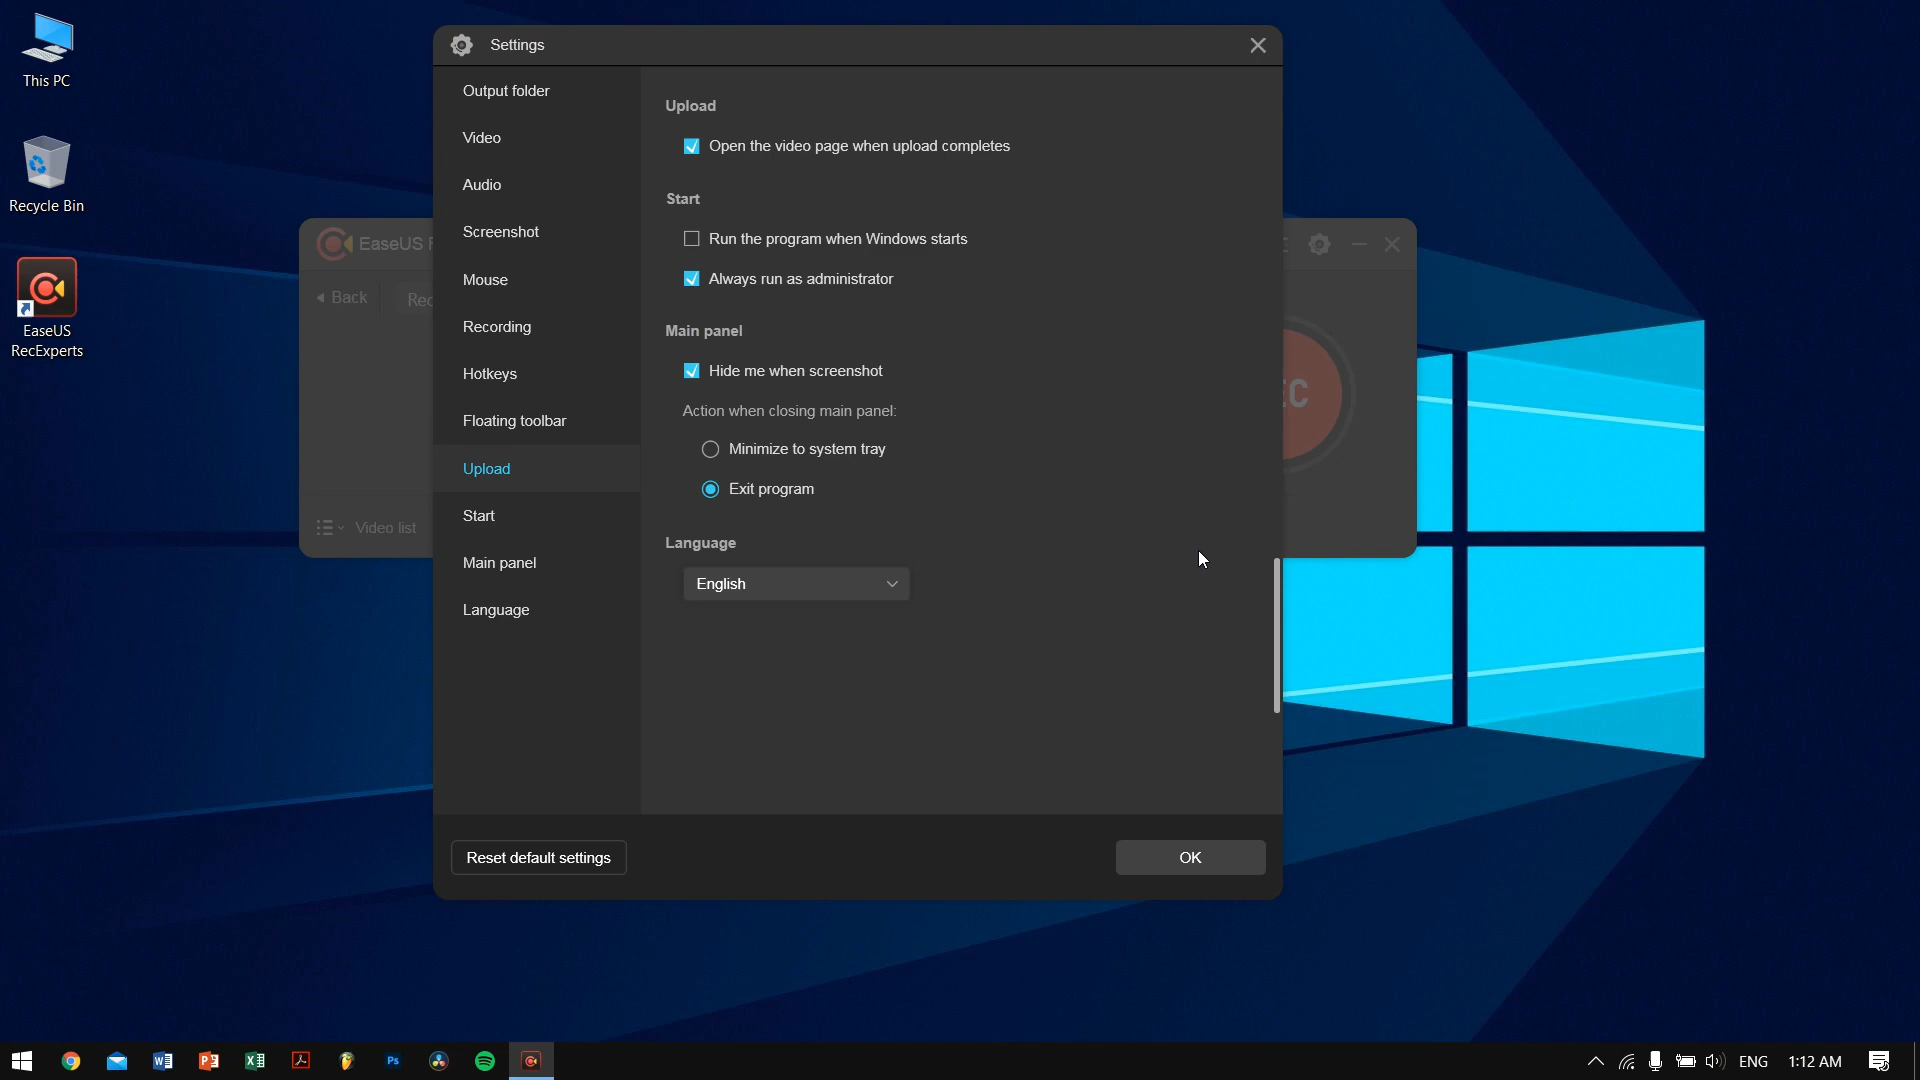 This PC
Recycle Bin
EaseUS
RecExperts
Settings
Output folder
Video
Audio
Screenshot
Mouse
Recording
Hotkeys
Floating toolbar
Upload
Start
Main panel
Language
Upload
Open the video page when upload completes
Start
Run the program when Windows starts
Always run as administrator
Main panel
Hide me when screenshot
Action when closing main panel:
Minimize to system tray
Exit program
Language
English
Reset default settings
OK
EaseUS
Back
Rec
Video list
EC
Ps
ENG
1:12 AM